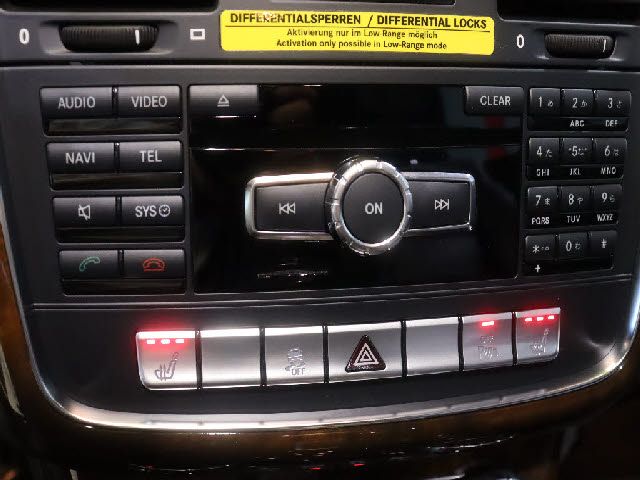 DIFFERENTIALSPERREN / DIFFERENTIAL LOCKS
Aktivierung nur im Low-Range möglich
Activation only possible in Low-Range mode
0
0
AUDIO VIDEO
CLEAR
1 2 3
ABC DEF
NAVI TEL
4 5 6
GHI JKL MNO
ON
SYS
7 8 9
PQRS TUV WXYZ
* 0 #
+
OFF